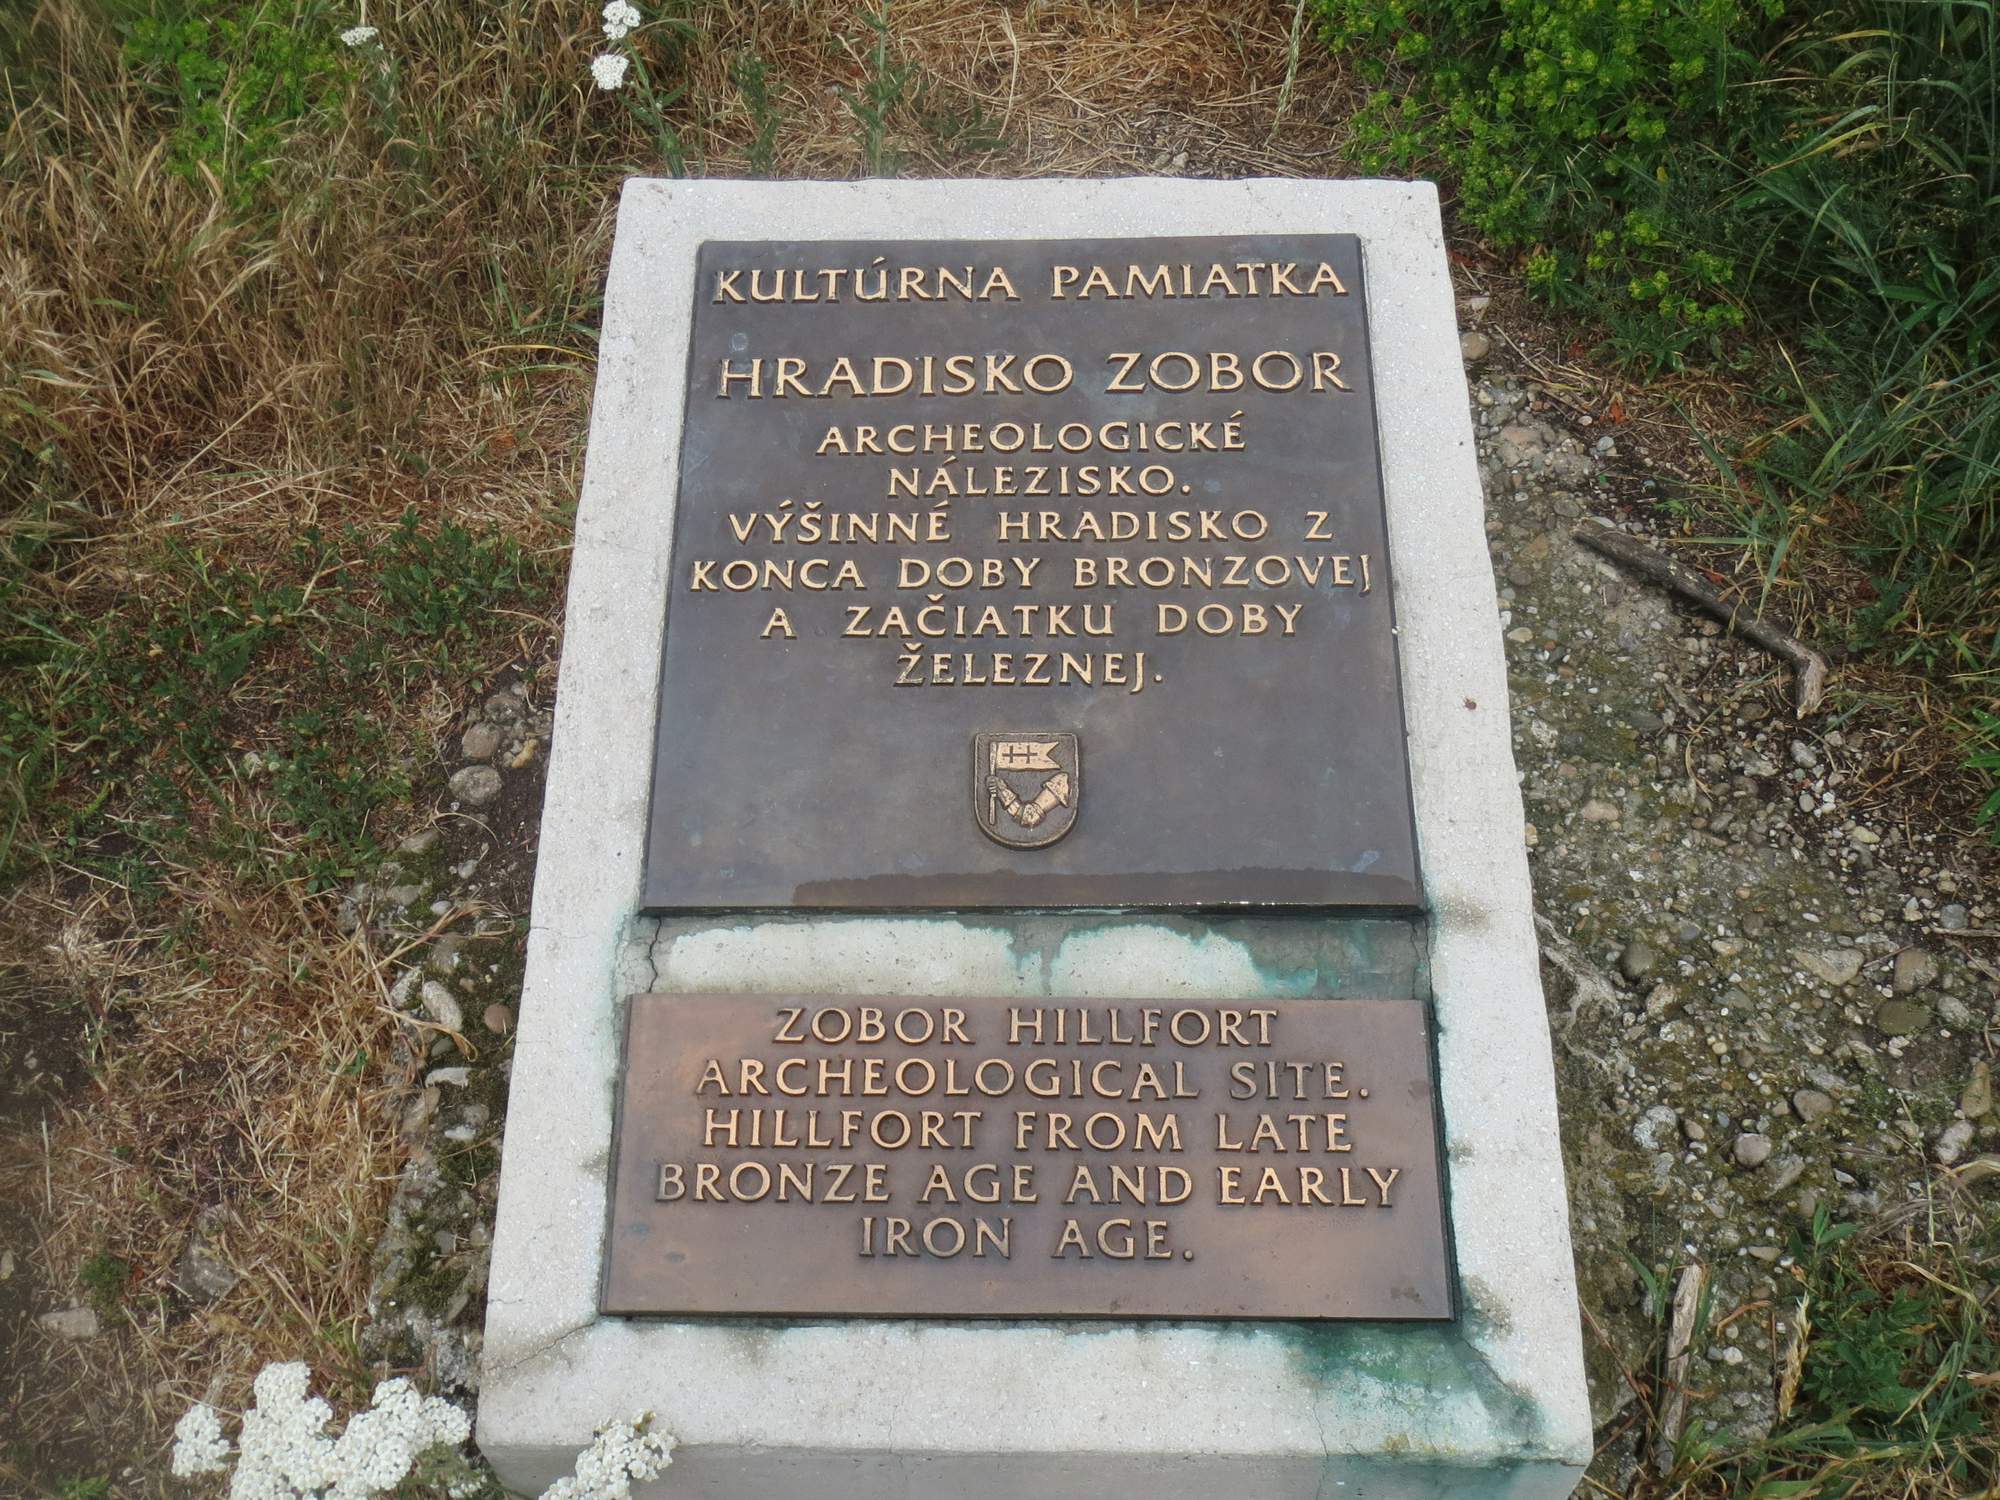 KULTÚRNA PAMIATKA
HRADISKO ZOBOR
ARCHEOLOGICKÉ
NÁLEZISKO.
VÝŠINNÉ HRADISKO Z
KONCA DOBY BRONZOVEJ
A ZAČIATKU DOBY
ŽELEZNEJ.
ZOBOR HILLFORT
ARCHEOLOGICAL SITE.
HILLFORT FROM LATE
BRONZE AGE AND EARLY
IRON AGE.